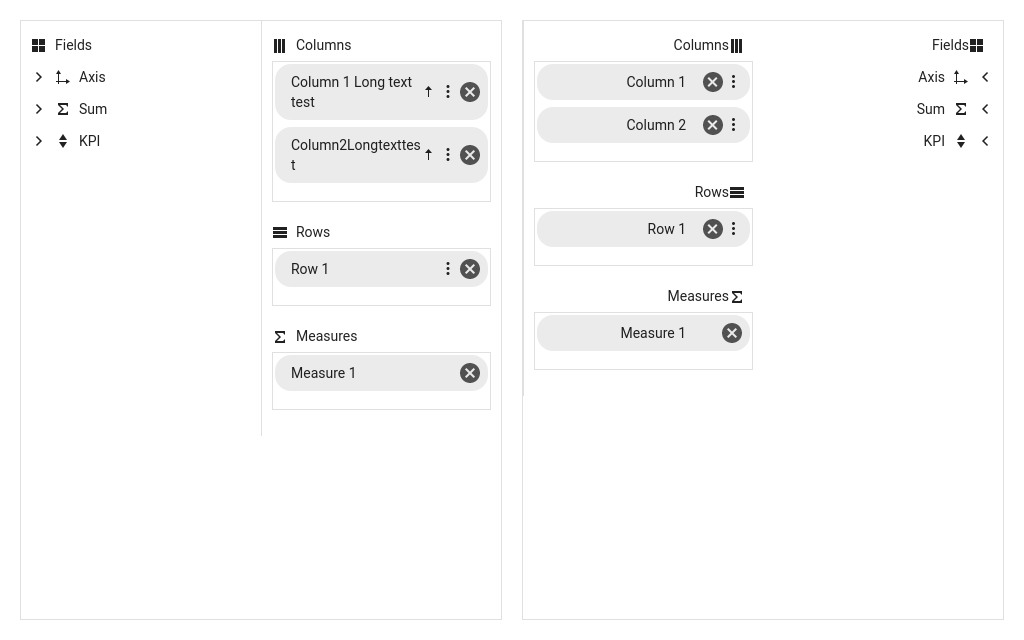 Fields
Axis
Sum
KPI
Columns
Column 1 Long text
test
Column2Longtexttes
t
Rows
Row 1
Measures
Measure 1
Columns
Column 1
Column 2
Rows
Row 1
Measures
Measure 1
Fields
Axis
Sum
KPI